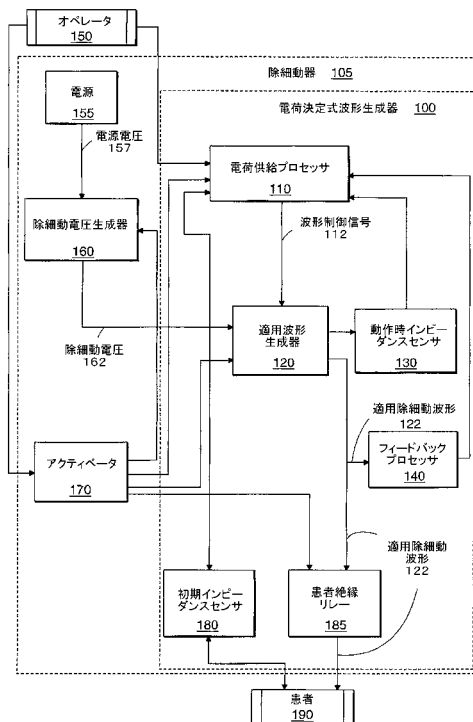 オペレータ
150
除細動器 105
電荷決定式波形生成器 100
電源
155
電源電圧
157
電荷供給プロセッサ
110
除細動電圧生成器
160
波形制御信号
112
適用波形
生成器
120
動作時インピー
ダンスセンサ
130
除細動電圧
162
適用除細動波形
122
フィードバック
プロセッサ
140
アクティベータ
170
適用除細動
波形
122
初期インピー
ダンスセンサ
180
患者絶縁
リレー
185
患者
190